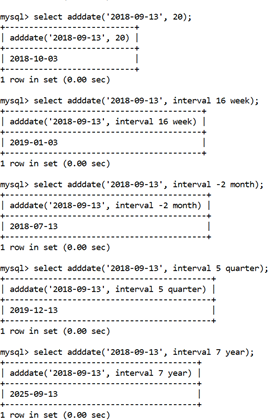 mysql> select adddate('2018-09-13', 20);
+---------------------------+
| adddate('2018-09-13', 20) |
+---------------------------+
| 2018-10-03                |
+---------------------------+
1 row in set (0.00 sec)
mysql> select adddate('2018-09-13', interval 16 week);
+-----------------------------------------+
| adddate('2018-09-13', interval 16 week) |
+-----------------------------------------+
| 2019-01-03                              |
+-----------------------------------------+
1 row in set (0.00 sec)
mysql> select adddate('2018-09-13', interval -2 month);
+------------------------------------------+
| adddate('2018-09-13', interval -2 month) |
+------------------------------------------+
| 2018-07-13                               |
+------------------------------------------+
1 row in set (0.00 sec)
mysql> select adddate('2018-09-13', interval 5 quarter);
+-------------------------------------------+
| adddate('2018-09-13', interval 5 quarter) |
+-------------------------------------------+
| 2019-12-13                                |
+-------------------------------------------+
1 row in set (0.00 sec)
mysql> select adddate('2018-09-13', interval 7 year);
+----------------------------------------+
| adddate('2018-09-13', interval 7 year) |
+----------------------------------------+
| 2025-09-13                             |
+----------------------------------------+
1 row in set (0.00 sec)